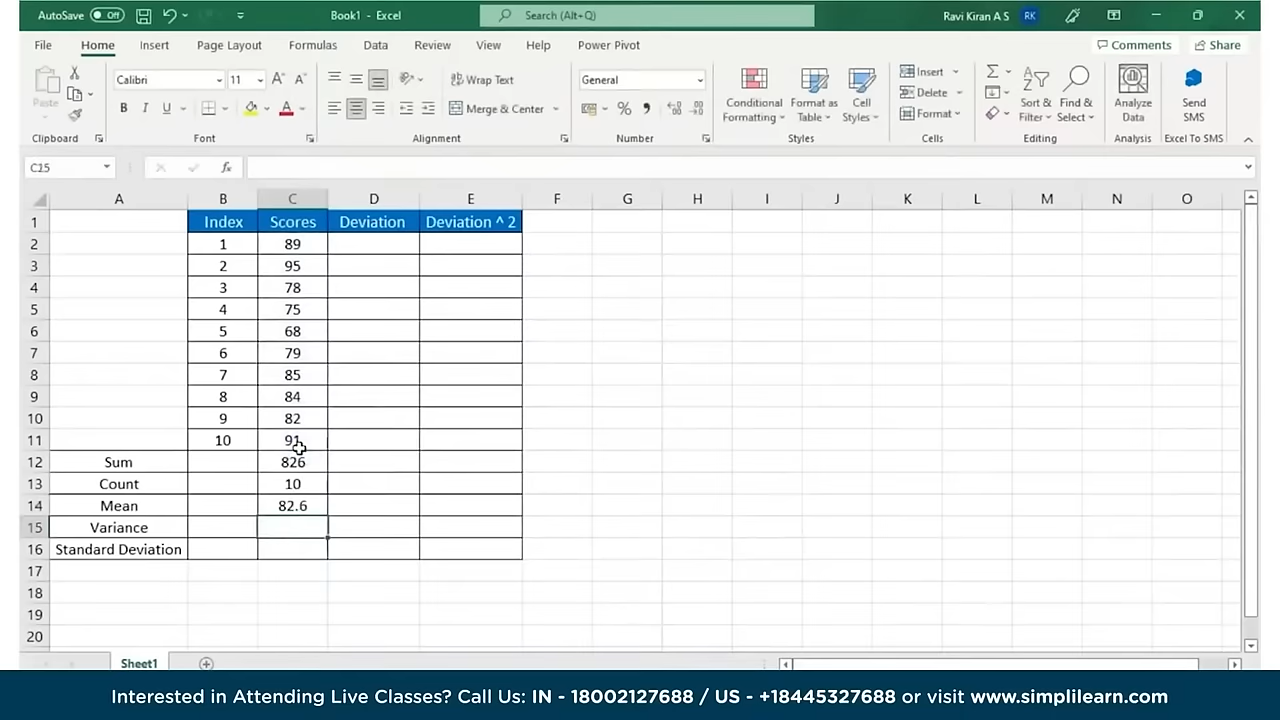 AutoSave Off Book1 - Excel Search (Alt+Q) Ravi Kiran A S RK
File Home Insert Page Layout Formulas Data Review View Help Power Pivot Comments Share
Paste Calibri 11 A^ Aˇ Wrap Text General Conditional Formatting Format as Table Cell Styles Insert Delete Format Sort & Filter Find & Select Analyze Data Send SMS
B I U A Merge & Center % ,
Clipboard Font Alignment Number Styles Cells Editing Analysis Excel To SMS
C15 fx
A B C D E F G H I J K L M N O
1 Index Scores Deviation Deviation ^ 2
2 1 89
3 2 95
4 3 78
5 4 75
6 5 68
7 6 79
8 7 85
9 8 84
10 9 82
11 10 91
12 Sum 826
13 Count 10
14 Mean 82.6
15 Variance
16 Standard Deviation
17
18
19
20
Sheet1
Interested in Attending Live Classes? Call Us: IN - 18002127688 / US - +18445327688 or visit www.simplilearn.com